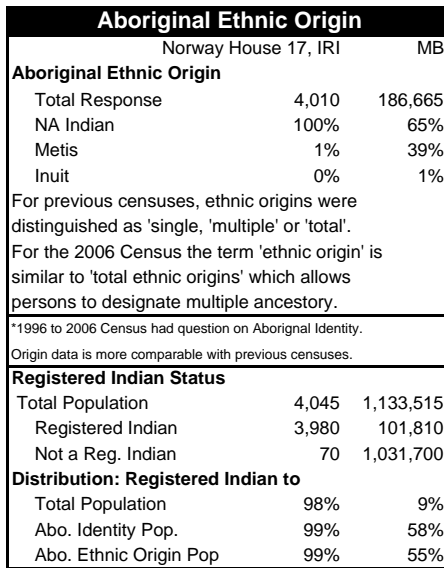 Aboriginal Ethnic Origin
Norway House 17, IRI MB
Aboriginal Ethnic Origin
Total Response 4,010 186,665
NA Indian 100% 65%
Metis 1% 39%
Inuit 0% 1%
For previous censuses, ethnic origins were
distinguished as 'single, 'multiple' or 'total'.
For the 2006 Census the term 'ethnic origin' is
similar to 'total ethnic origins' which allows
persons to designate multiple ancestory.
*1996 to 2006 Census had question on Aborignal Identity.
Origin data is more comparable with previous censuses.
Registered Indian Status
Total Population 4,045 1,133,515
Registered Indian 3,980 101,810
Not a Reg. Indian 70 1,031,700
Distribution: Registered Indian to
Total Population 98% 9%
Abo. Identity Pop. 99% 58%
Abo. Ethnic Origin Pop 99% 55%